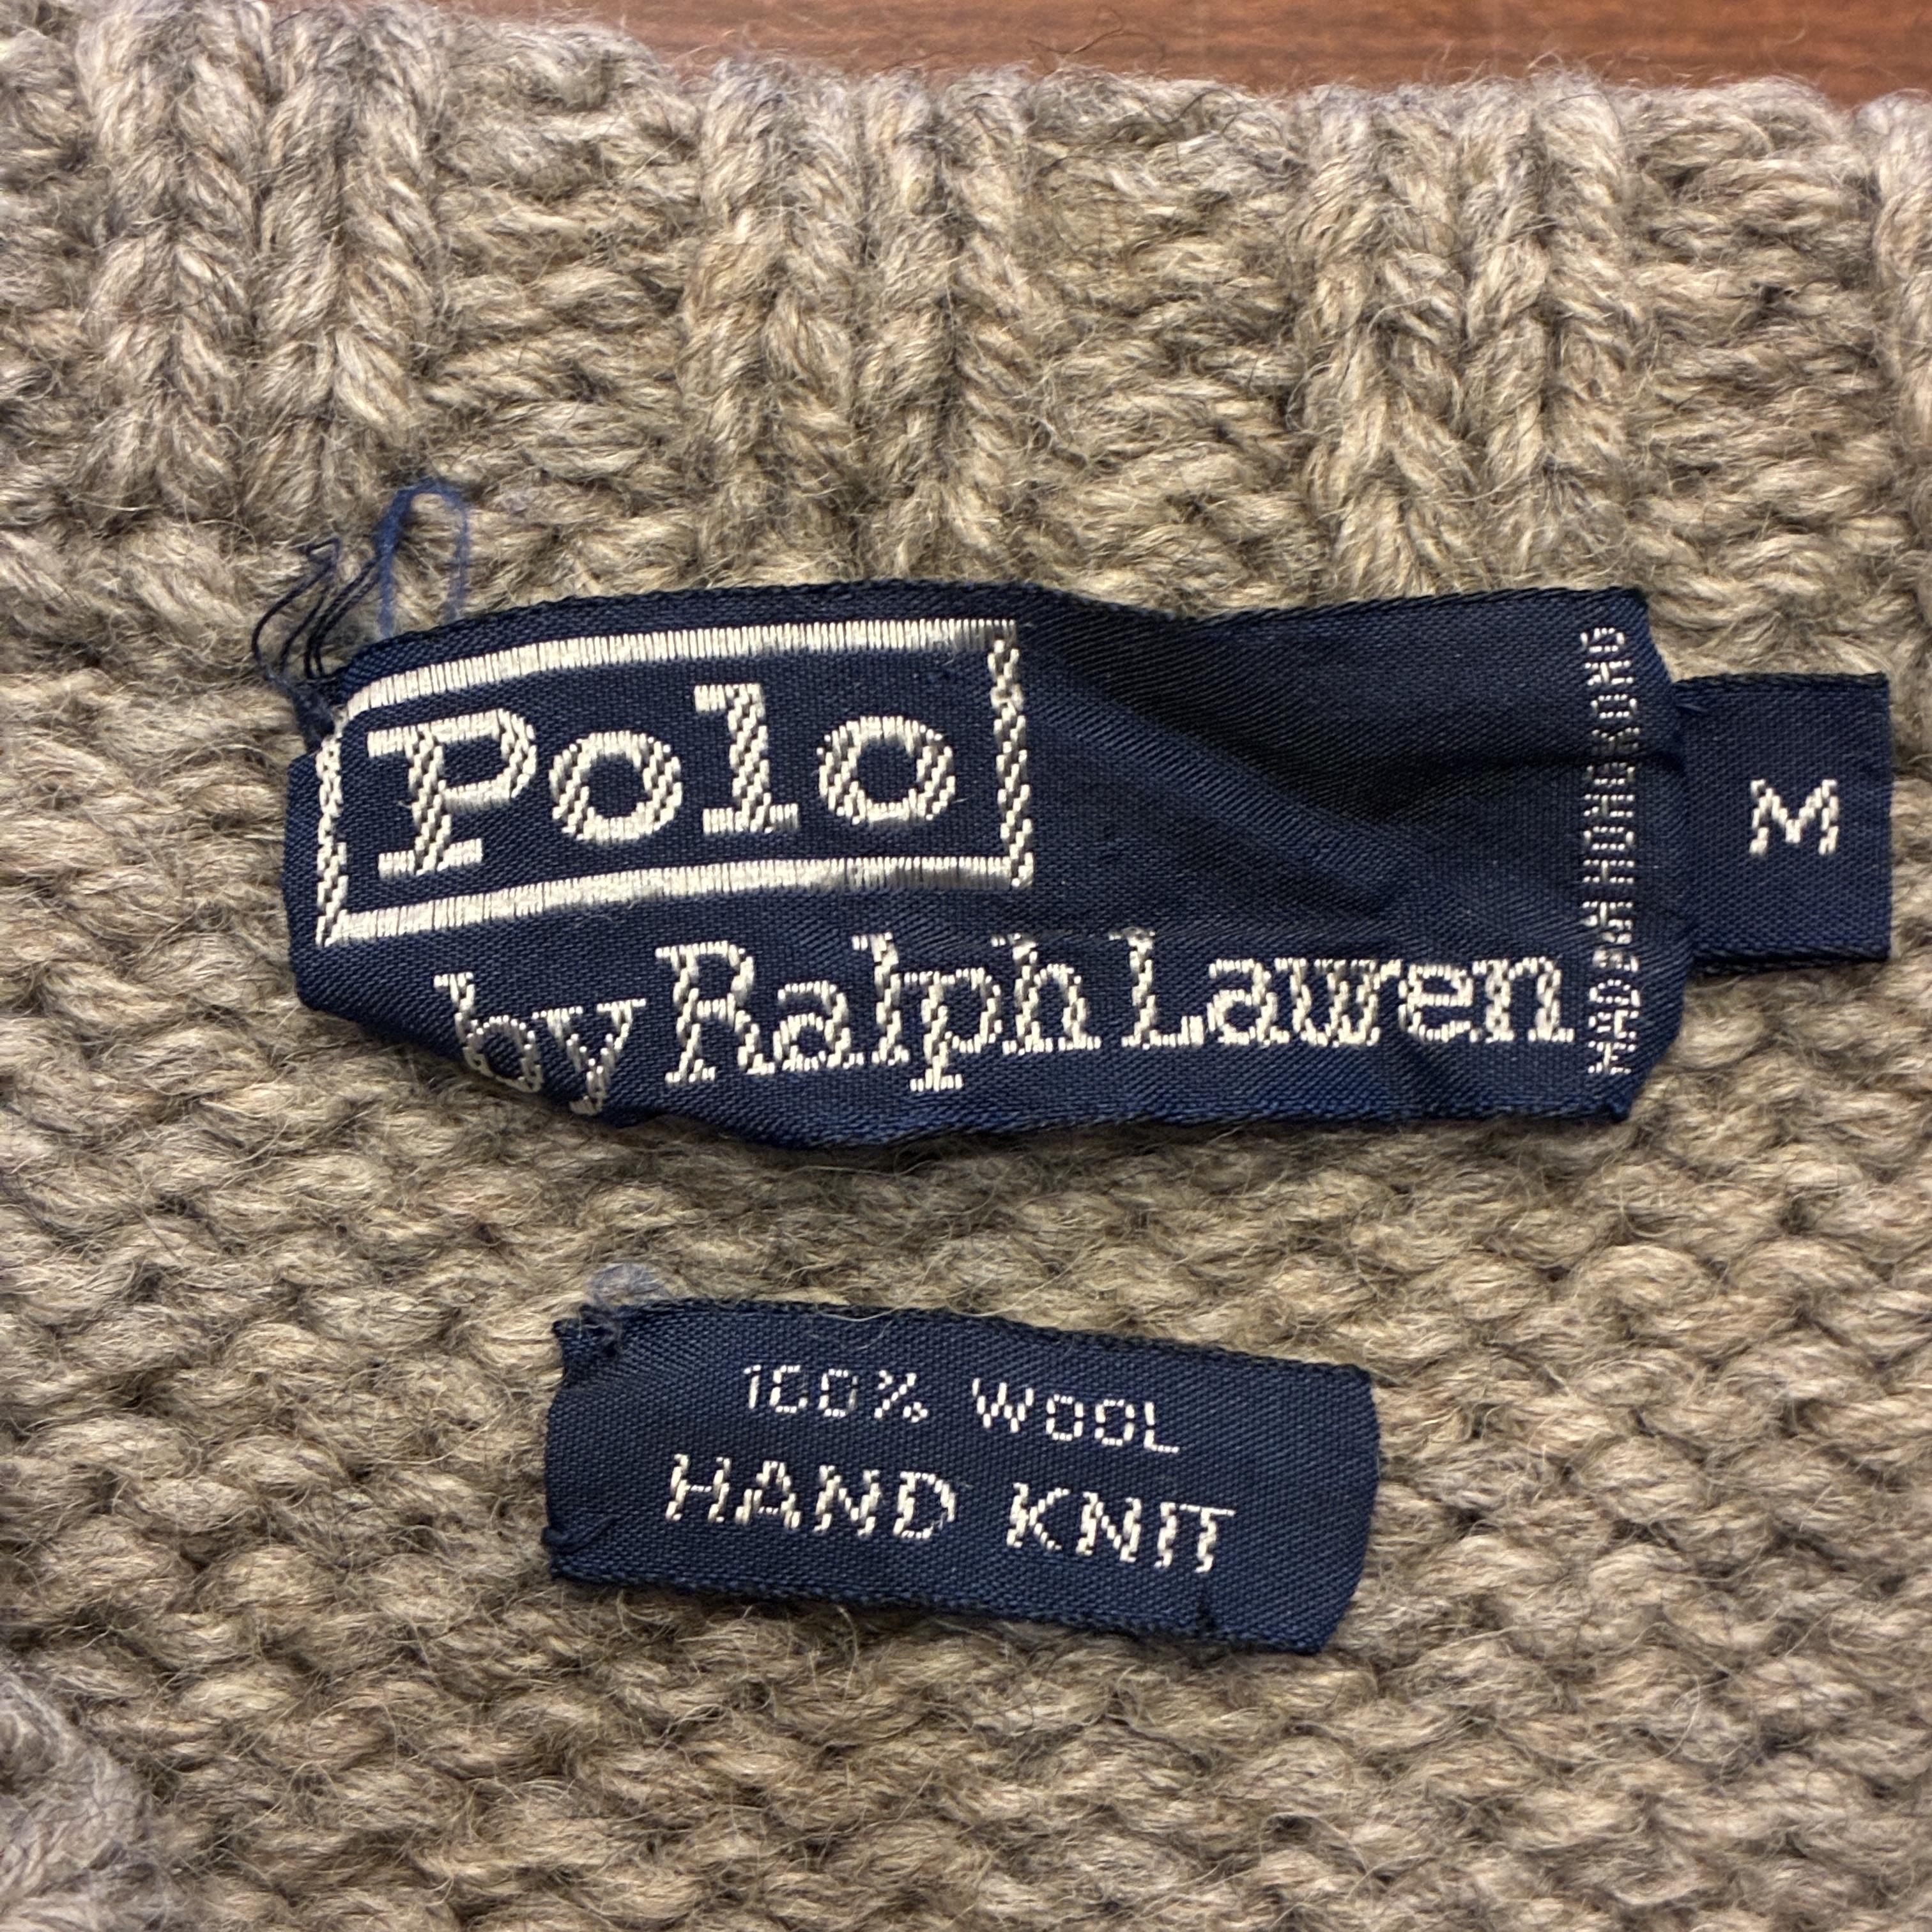 Polo
by Ralph Lauren
MADE IN HONG KONG
M
100% WOOL
HAND KNIT